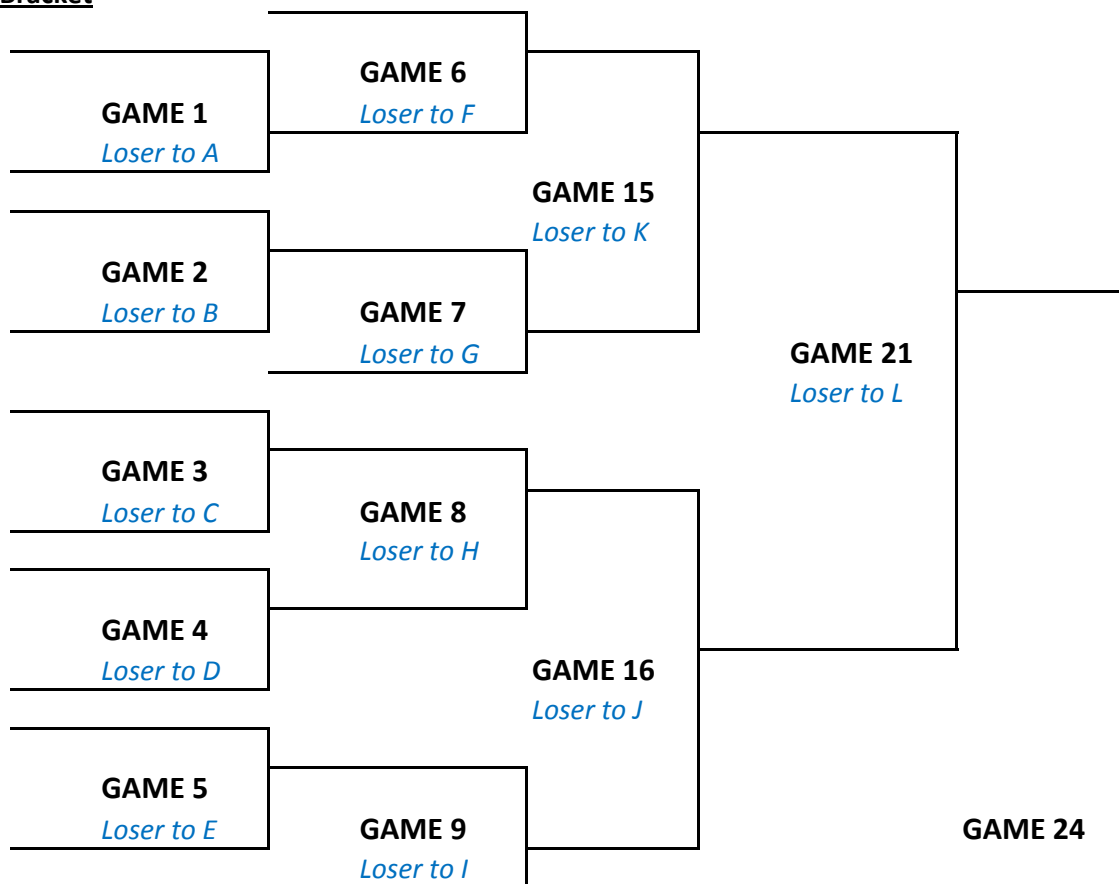 Bracket
GAME 6
Loser to F
GAME 1
Loser to A
GAME 15
Loser to K
GAME 2
Loser to B
GAME 7
Loser to G
GAME 21
Loser to L
GAME 3
Loser to C
GAME 8
Loser to H
GAME 4
Loser to D
GAME 16
Loser to J
GAME 5
Loser to E
GAME 9
Loser to I
GAME 24